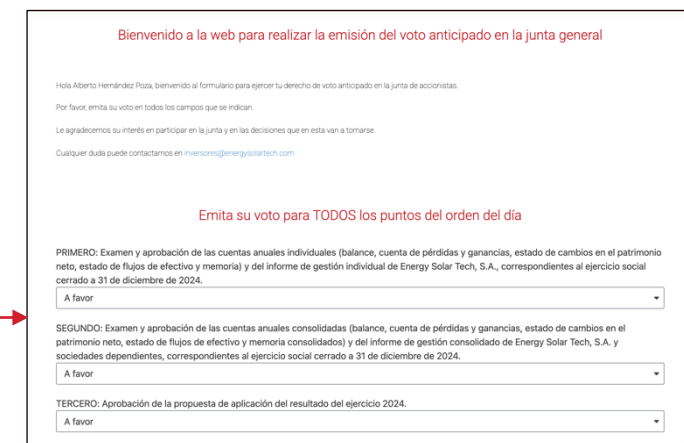 Bienvenido a la web para realizar la emisión del voto anticipado en la junta general
Hola Alberto Hernández Poza, bienvenido al formulario para ejercer tu derecho de voto anticipado en la junta de accionistas.
Por favor, emita su voto en todos los campos que se indican.
Le agradecemos su interés en participar en la junta y en las decisiones que en esta van a tomarse.
Cualquier duda puede contactarnos en inversores@energysolartech.com
Emita su voto para TODOS los puntos del orden del día
PRIMERO: Examen y aprobación de las cuentas anuales individuales (balance, cuenta de pérdidas y ganancias, estado de cambios en el patrimonio
neto, estado de flujos de efectivo y memoria) y del informe de gestión individual de Energy Solar Tech, S.A., correspondientes al ejercicio social
cerrado a 31 de diciembre de 2024.
A favor
SEGUNDO: Examen y aprobación de las cuentas anuales consolidadas (balance, cuenta de pérdidas y ganancias, estado de cambios en el
patrimonio neto, estado de flujos de efectivo y memoria consolidados) y del informe de gestión consolidado de Energy Solar Tech, S.A. y
sociedades dependientes, correspondientes al ejercicio social cerrado a 31 de diciembre de 2024.
A favor
TERCERO: Aprobación de la propuesta de aplicación del resultado del ejercicio 2024.
A favor